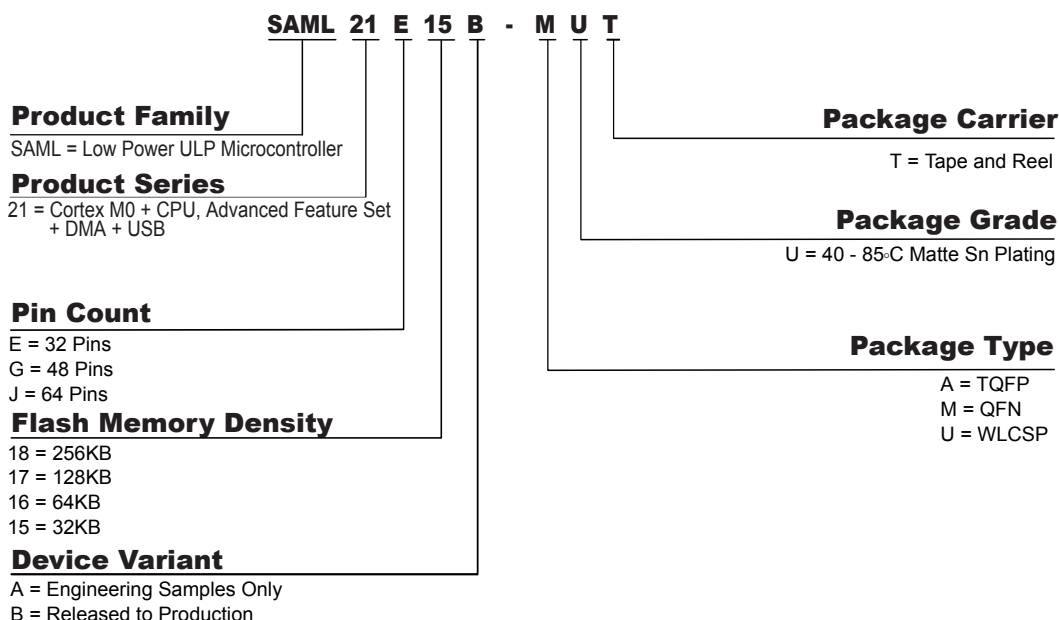 SAML 21 E 15 B - M U T
Product Family
SAML = Low Power ULP Microcontroller
Product Series
21 = Cortex M0 + CPU, Advanced Feature Set
+ DMA + USB
Pin Count
E = 32 Pins
G = 48 Pins
J = 64 Pins
Flash Memory Density
18 = 256KB
17 = 128KB
16 = 64KB
15 = 32KB
Device Variant
A = Engineering Samples Only
B = Released to Production
Package Carrier
T = Tape and Reel
Package Grade
U = 40 - 85°C Matte Sn Plating
Package Type
A = TQFP
M = QFN
U = WLCSP